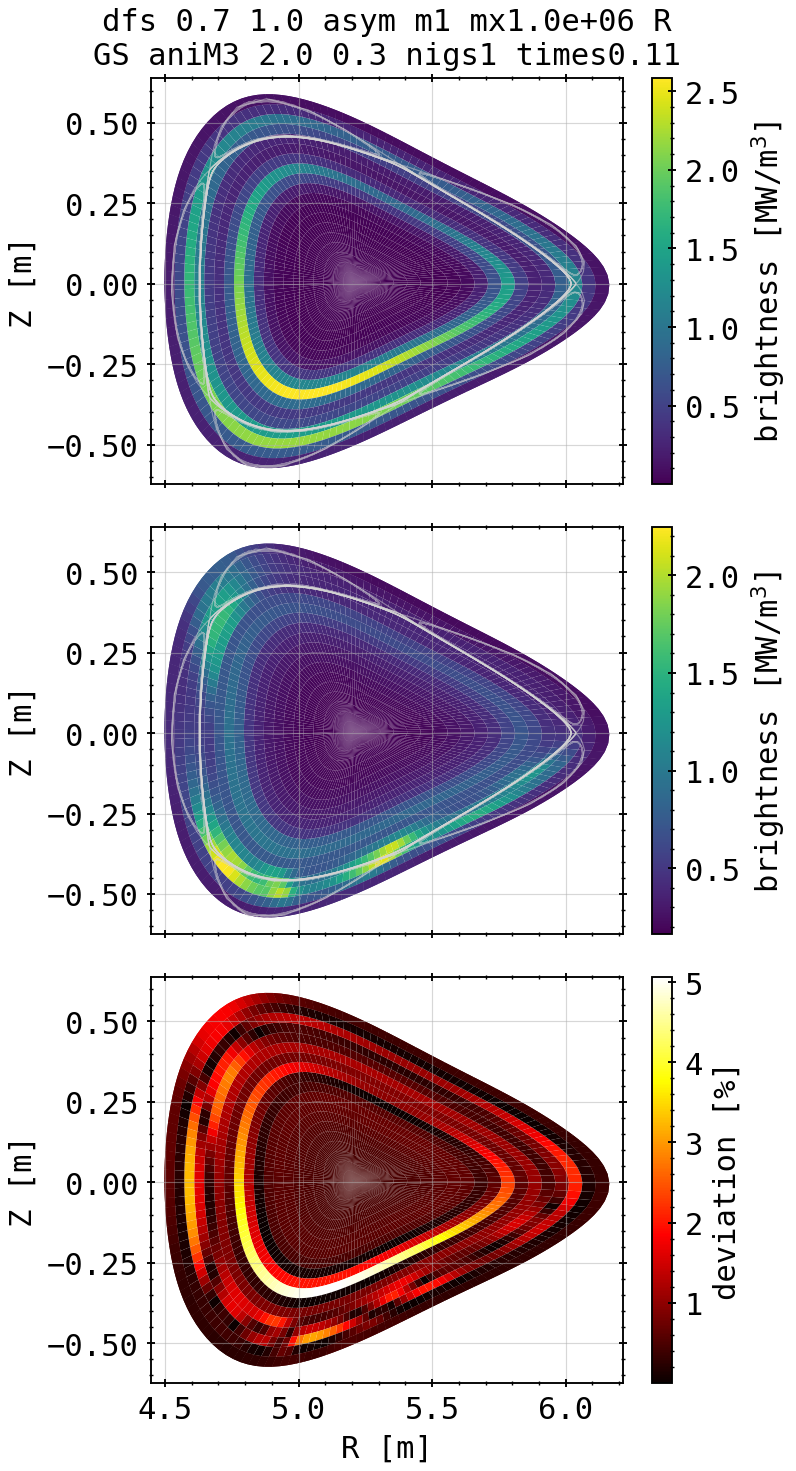 dfs 0.7 1.0 asym m1 mx1.0e+06 R
GS aniM3 2.0 0.3 nigs1 times0.11
0.50
0.25
0.00
−0.25
−0.50
Z [m]
2.5
2.0
1.5
1.0
0.5
brightness [MW/m³]
0.50
0.25
0.00
−0.25
−0.50
Z [m]
2.0
1.5
1.0
0.5
brightness [MW/m³]
0.50
0.25
0.00
−0.25
−0.50
Z [m]
5
4
3
2
1
deviation [%]
4.5 5.0 5.5 6.0
R [m]